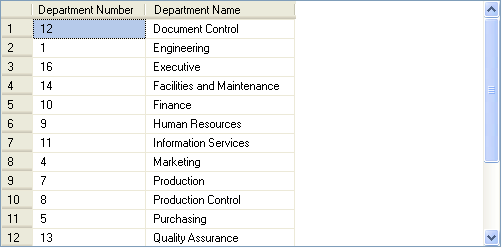 Department Number Department Name
1 12 Document Control
2 1 Engineering
3 16 Executive
4 14 Facilities and Maintenance
5 10 Finance
6 9 Human Resources
7 11 Information Services
8 4 Marketing
9 7 Production
10 8 Production Control
11 5 Purchasing
12 13 Quality Assurance